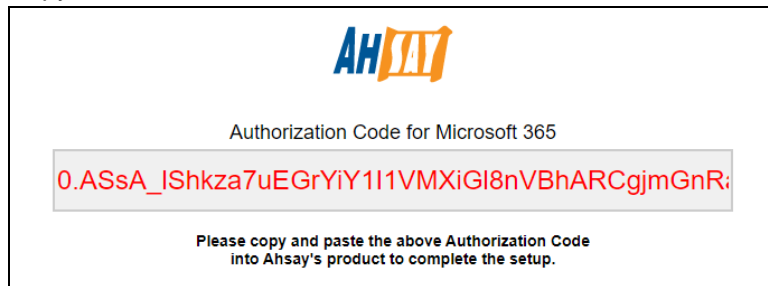 AHSAY
Authorization Code for Microsoft 365
0.ASsA_IShkza7uEGrYiY1I1VMXiGI8nVBhARCgjmGnRa
Please copy and paste the above Authorization Code
into Ahsay's product to complete the setup.